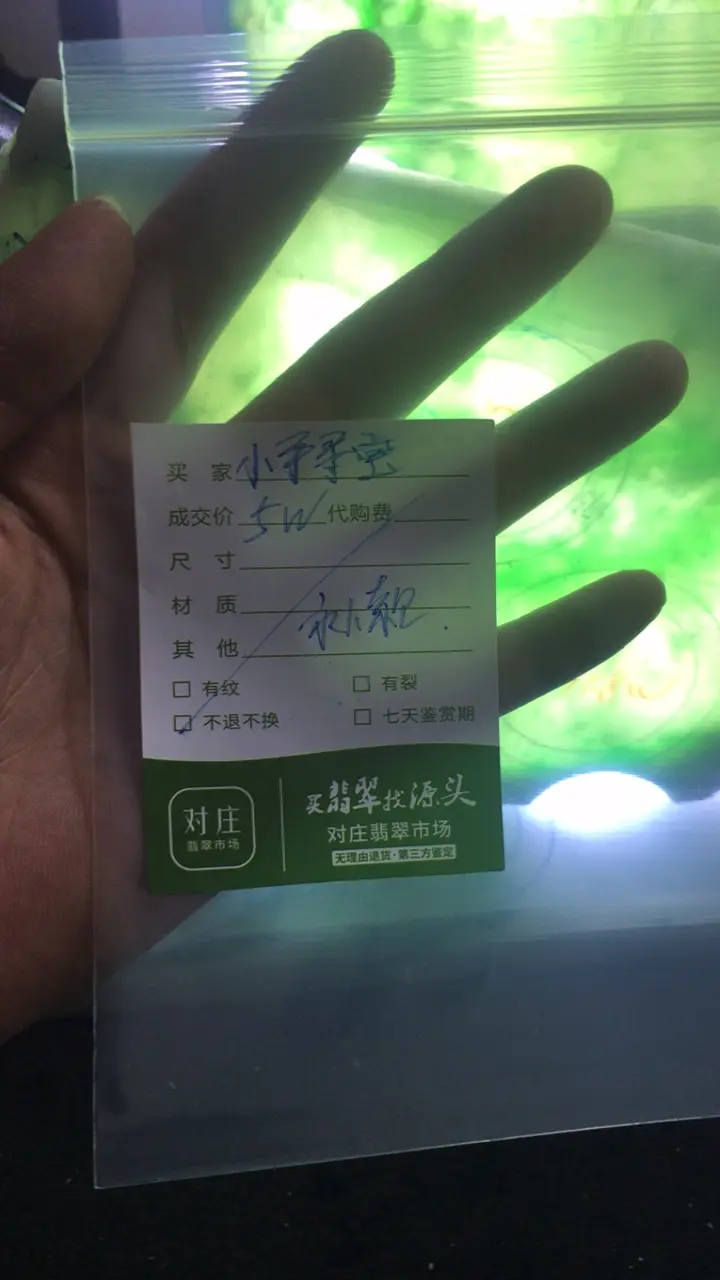 买 家 小予予宝
成交价 5W 代购费
尺 寸
材 质
其 他
□ 有纹 □ 有裂
□ 不退不换 □ 七天鉴赏期
对庄
翡翠市场
买翡翠找源头
对庄翡翠市场
无理由退货·第三方鉴定